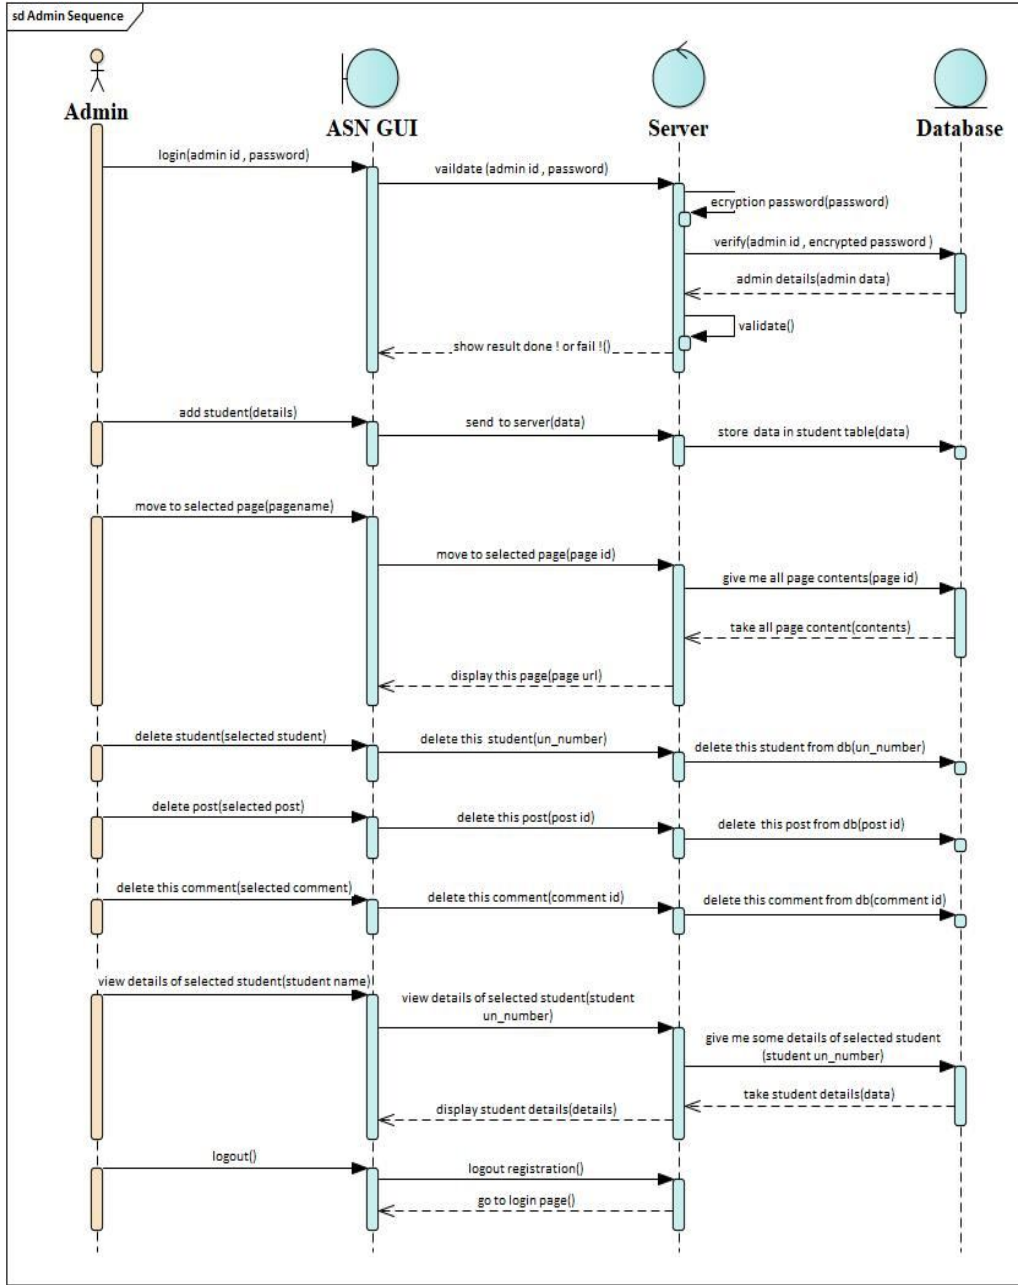 sd Admin Sequence
Admin
ASN GUI
Server
Database
login(admin id , password)
vaildate (admin id , password)
ecryption password(password)
verify(admin id , encrypted password )
admin details(admin data)
validate()
show result done ! or fail !()
add student(details)
send to server(data)
store data in student table(data)
move to selected page(pagename)
move to selected page(page id)
give me all page contents(page id)
take all page content(contents)
display this page(page url)
delete student(selected student)
delete this student(un_number)
delete this student from db(un_number)
delete post(selected post)
delete this post(post id)
delete this post from db(post id)
delete this comment(selected comment)
delete this comment(comment id)
delete this comment from db(comment id)
view details of selected student(student name)
view details of selected student(student
un_number)
give me some details of selected student
(student un_number)
take student details(data)
display student details(details)
logout()
logout registration()
go to login page()